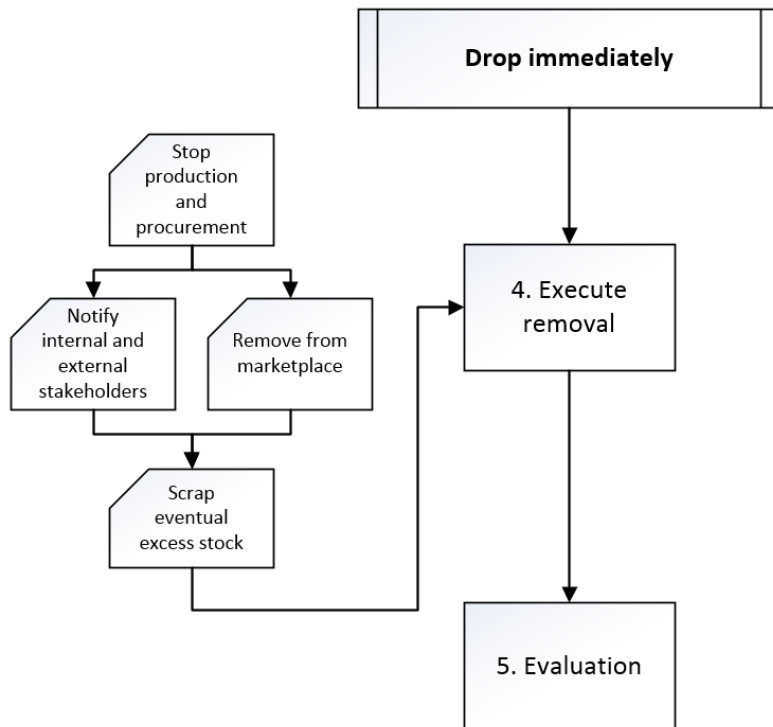 Drop immediately
Stop
production
and
procurement
Notify
internal and
external
stakeholders
Remove from
marketplace
4. Execute
removal
Scrap
eventual
excess stock
5. Evaluation